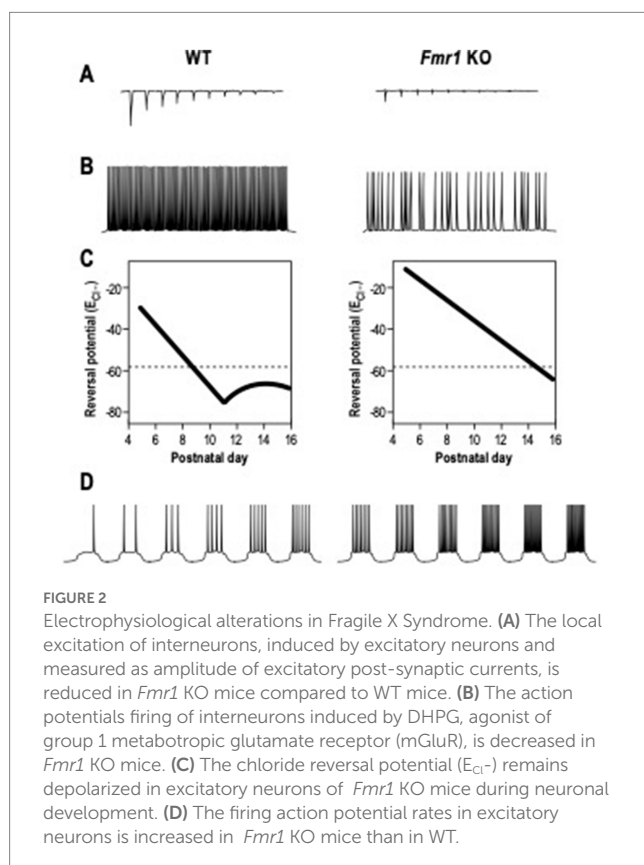 WT Fmr1 KO
A
B
C
Reversal potential (ECl-)
-20
-40
-60
-80
4 6 8 10 12 14 16
Postnatal day
Reversal potential (ECl-)
-20
-40
-60
-80
4 6 8 10 12 14 16
Postnatal day
D
FIGURE 2
Electrophysiological alterations in Fragile X Syndrome. (A) The local
excitation of interneurons, induced by excitatory neurons and
measured as amplitude of excitatory post-synaptic currents, is
reduced in Fmr1 KO mice compared to WT mice. (B) The action
potentials firing of interneurons induced by DHPG, agonist of
group 1 metabotropic glutamate receptor (mGluR), is decreased in
Fmr1 KO mice. (C) The chloride reversal potential (ECl-) remains
depolarized in excitatory neurons of Fmr1 KO mice during neuronal
development. (D) The firing action potential rates in excitatory
neurons is increased in Fmr1 KO mice than in WT.